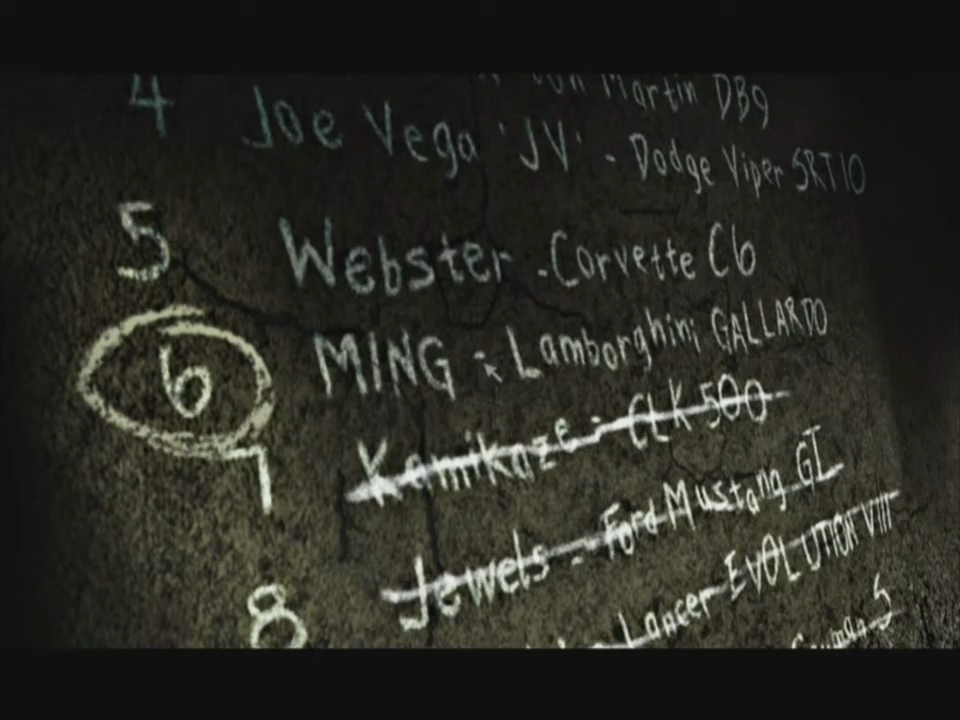 Martin DB9
4 Joe Vega 'JV' - Dodge Viper SRT10
5 Webster - Corvette C6
6 MING - Lamborghini GALLARDO
7 Kamikaze - CLK 500
8 Jewels - Ford Mustang GT
Lancer EVOLUTION VIII